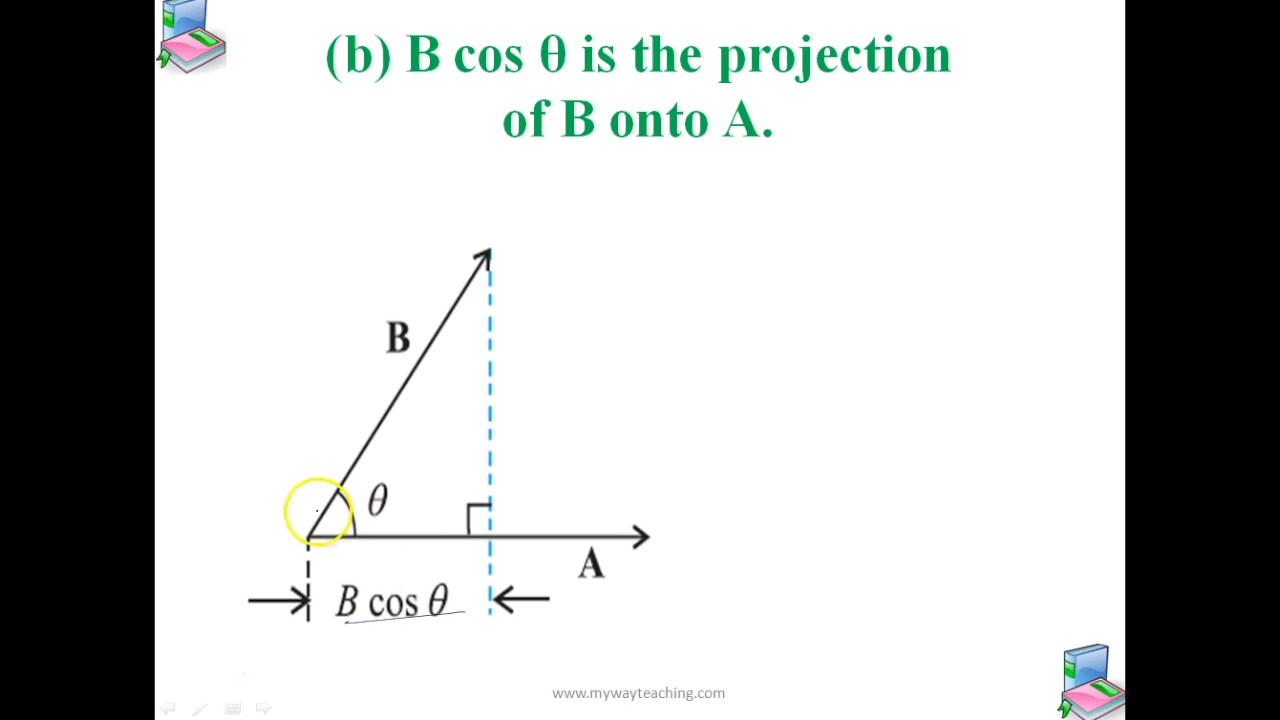 (b) B cos θ is the projection
of B onto A.
B
θ
A
B cos θ
www.mywayteaching.com